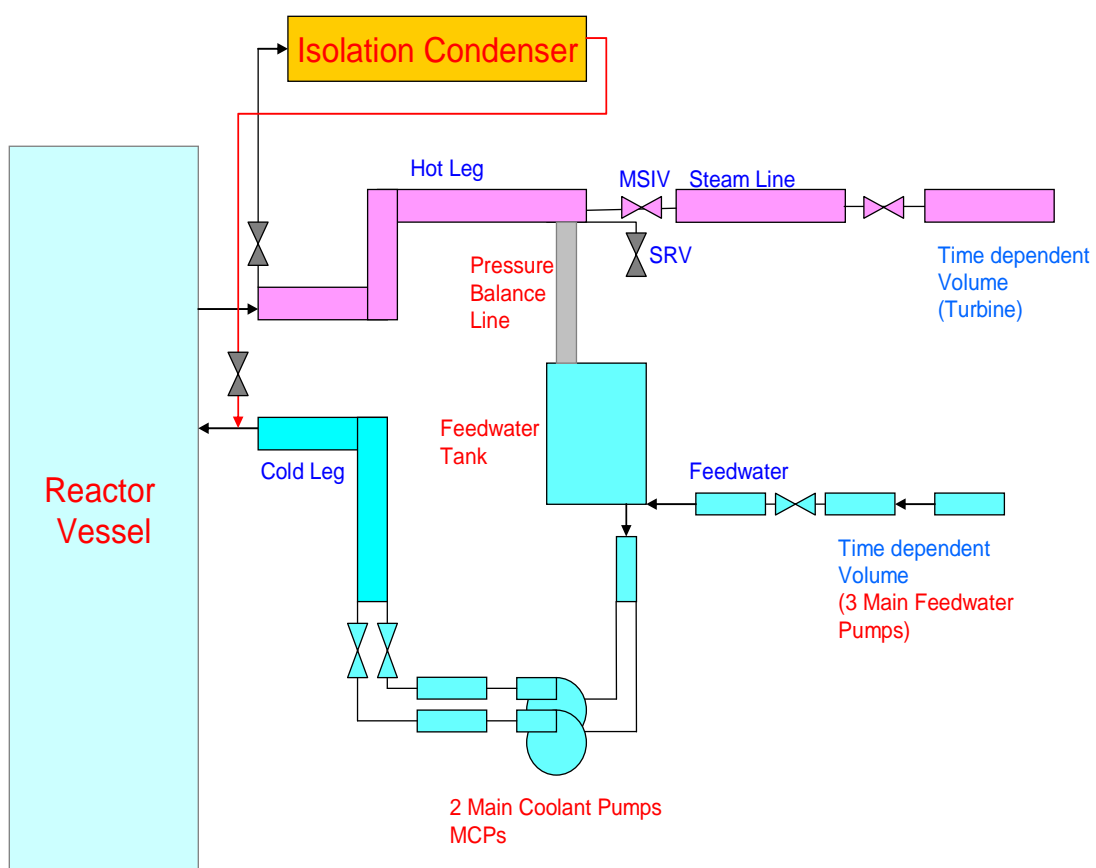 Isolation Condenser
Hot Leg
MSIV
Steam Line
SRV
Pressure
Balance
Line
Time dependent
Volume
(Turbine)
Feedwater
Tank
Cold Leg
Feedwater
Reactor
Vessel
Time dependent
Volume
(3 Main Feedwater
Pumps)
2 Main Coolant Pumps
MCPs